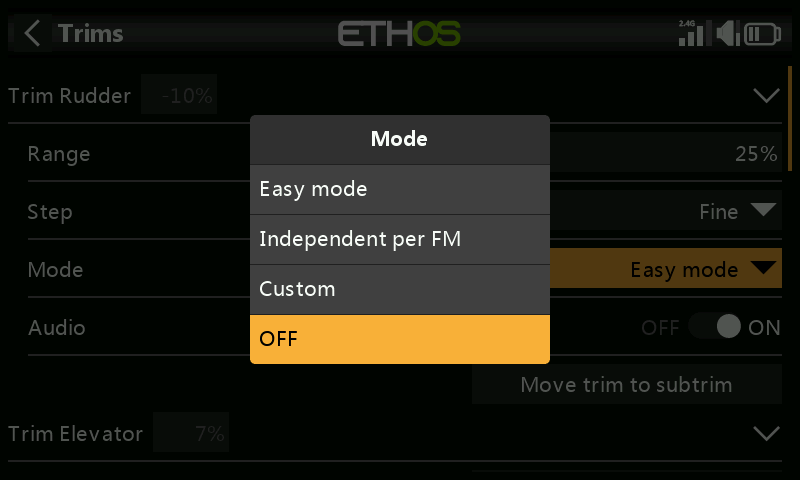 Trims
ETHOS
2.4G
Trim Rudder -10%
Mode
Range 25%
Easy mode
Step Fine
Independent per FM
Mode Easy mode
Custom
Audio OFF ON
OFF
Move trim to subtrim
Trim Elevator 7%